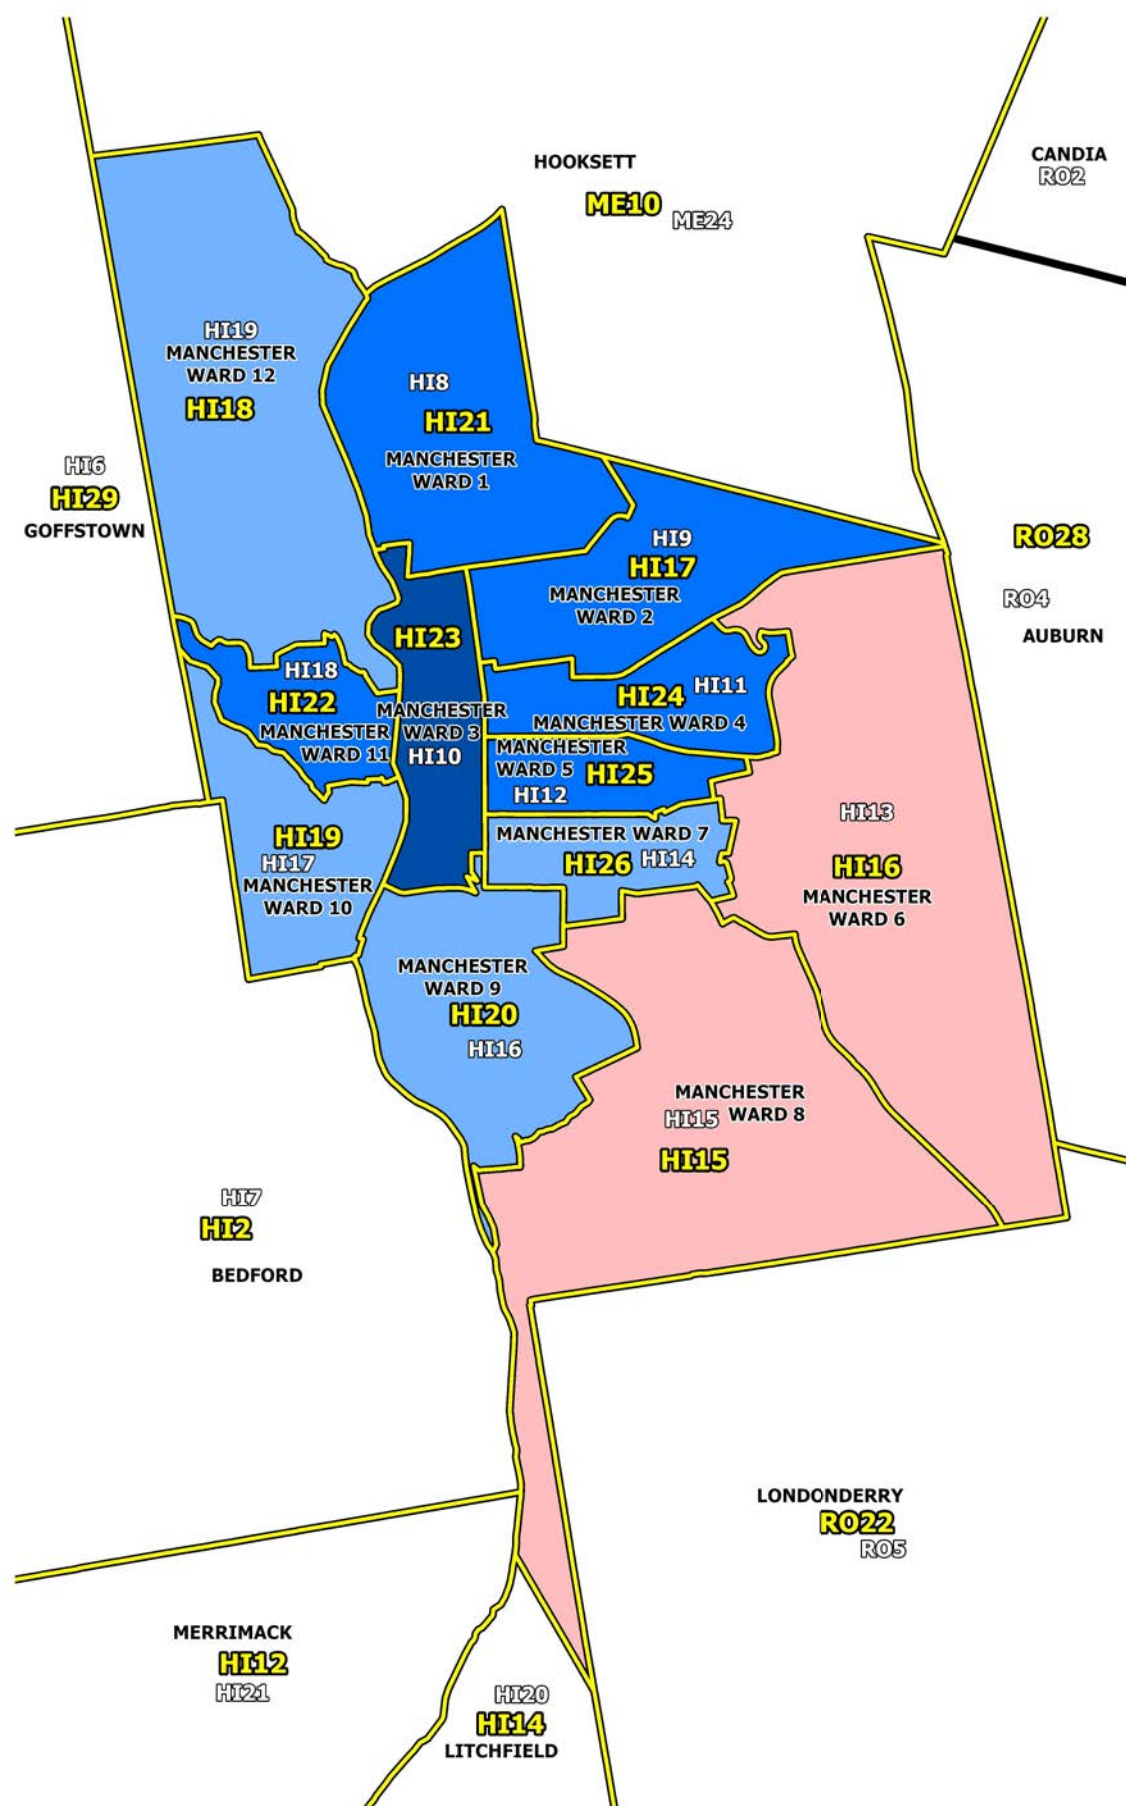 HOOKSETT
ME10
ME24
CANDIA
RO2
HI19
MANCHESTER
WARD 12
HI18
HI8
HI21
MANCHESTER
WARD 1
HI6
HI29
GOFFSTOWN
HI9
HI17
MANCHESTER
WARD 2
RO28
RO4
AUBURN
HI23
MANCHESTER
WARD 3
HI10
HI18
HI22
MANCHESTER
WARD 11
HI11
HI24
MANCHESTER WARD 4
MANCHESTER
WARD 5
HI25
HI12
HI13
HI16
MANCHESTER
WARD 6
MANCHESTER WARD 7
HI26
HI14
HI19
HI17
MANCHESTER
WARD 10
MANCHESTER
WARD 9
HI20
HI16
MANCHESTER
WARD 8
HI15
HI15
HI7
HI2
BEDFORD
LONDONDERRY
RO22
RO5
MERRIMACK
HI12
HI21
HI20
HI14
LITCHFIELD